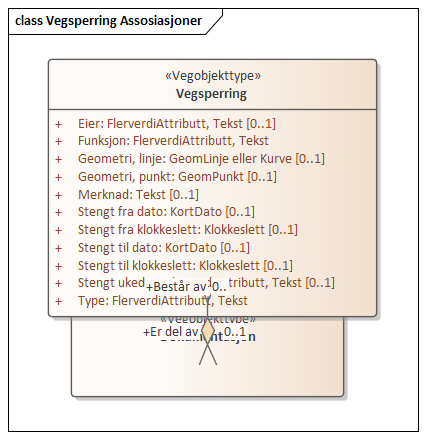 class Vegsperring Assosiasjoner
«Vegobjekttype»
Vegsperring
+ Eier: FlerverdiAttributt, Tekst [0..1]
+ Funksjon: FlerverdiAttributt, Tekst
+ Geometri, linje: GeomLinje eller Kurve [0..1]
+ Geometri, punkt: GeomPunkt [0..1]
+ Merknad: Tekst [0..1]
+ Stengt fra dato: KortDato [0..1]
+ Stengt fra klokkeslett: Klokkeslett [0..1]
+ Stengt til dato: KortDato [0..1]
+ Stengt til klokkeslett: Klokkeslett [0..1]
+ Stengt uked tributt, Tekst [0..1]
+Består av 0..
+ Type: FlerverdiAttributt, Tekst
«Vegobjekttype»
+Er del av 0..1